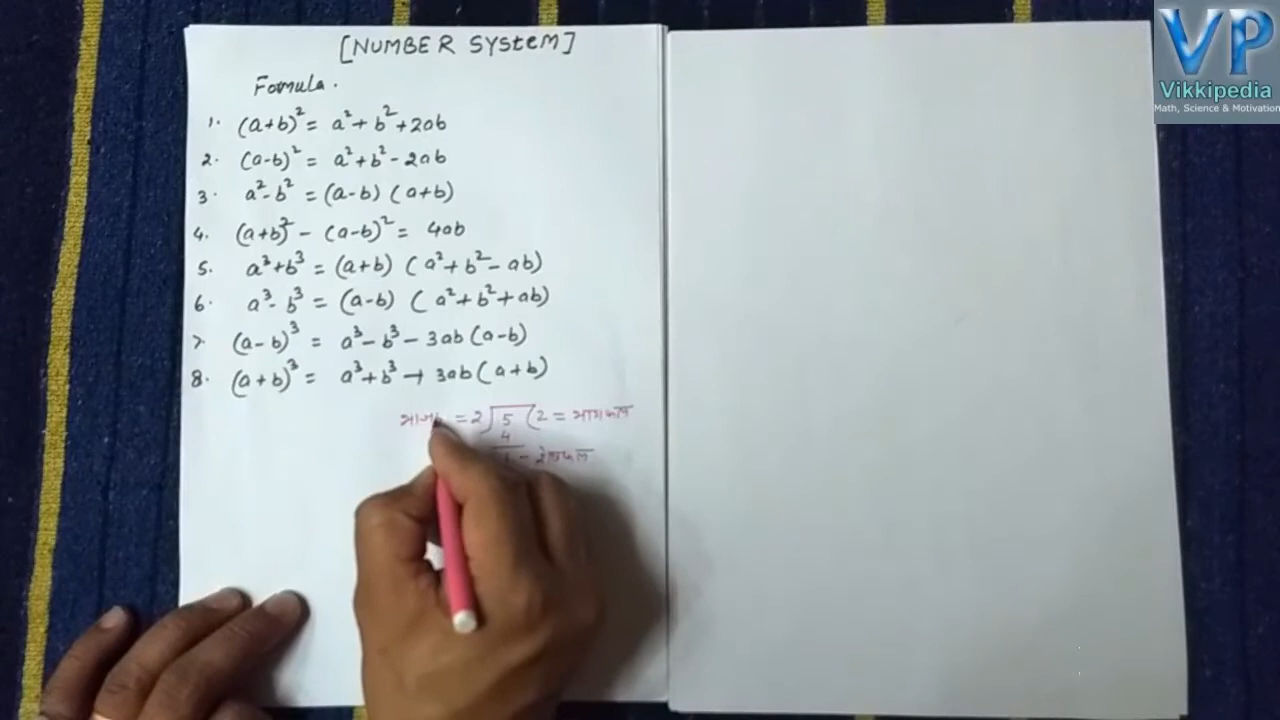 [NUMBER SYSTEM]
Formula.
1. (a+b)² = a² + b² + 2ab
2. (a-b)² = a² + b² - 2ab
3. a² - b² = (a-b) (a+b)
4. (a+b)² - (a-b)² = 4ab
5. a³ + b³ = (a+b) (a² + b² - ab)
6. a³ - b³ = (a-b) (a² + b² + ab)
7. (a-b)³ = a³ - b³ - 3ab (a-b)
8. (a+b)³ = a³ + b³ + 3ab (a+b)
= 2 5 ( 2 = भागफल
4
VP
Vikkipedia
Math, Science & Motivation